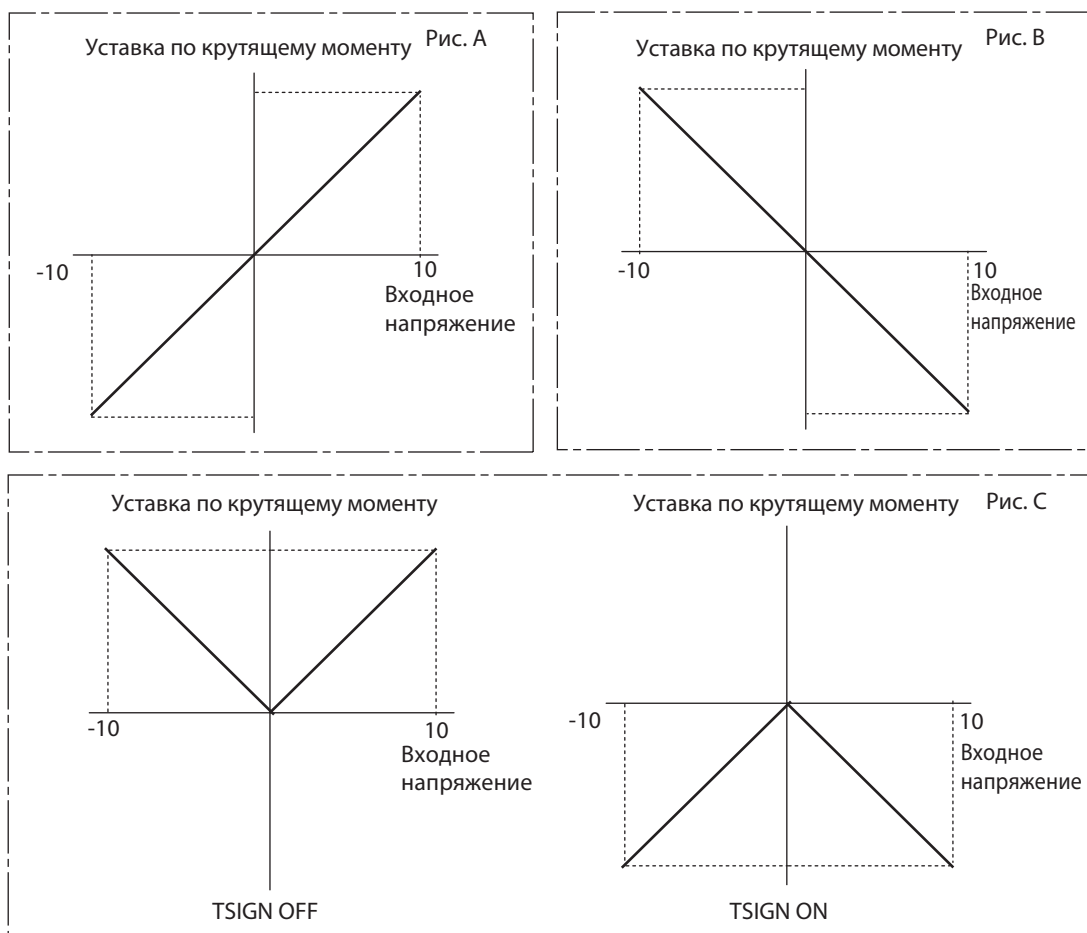 Уставка по крутящему моменту Рис. A
-10
10
Входное
напряжение
Уставка по крутящему моменту Рис. B
-10
10
Входное
напряжение
Уставка по крутящему моменту
-10
10
Входное
напряжение
TSIGN OFF
Уставка по крутящему моменту Рис. C
-10
10
Входное
напряжение
TSIGN ON